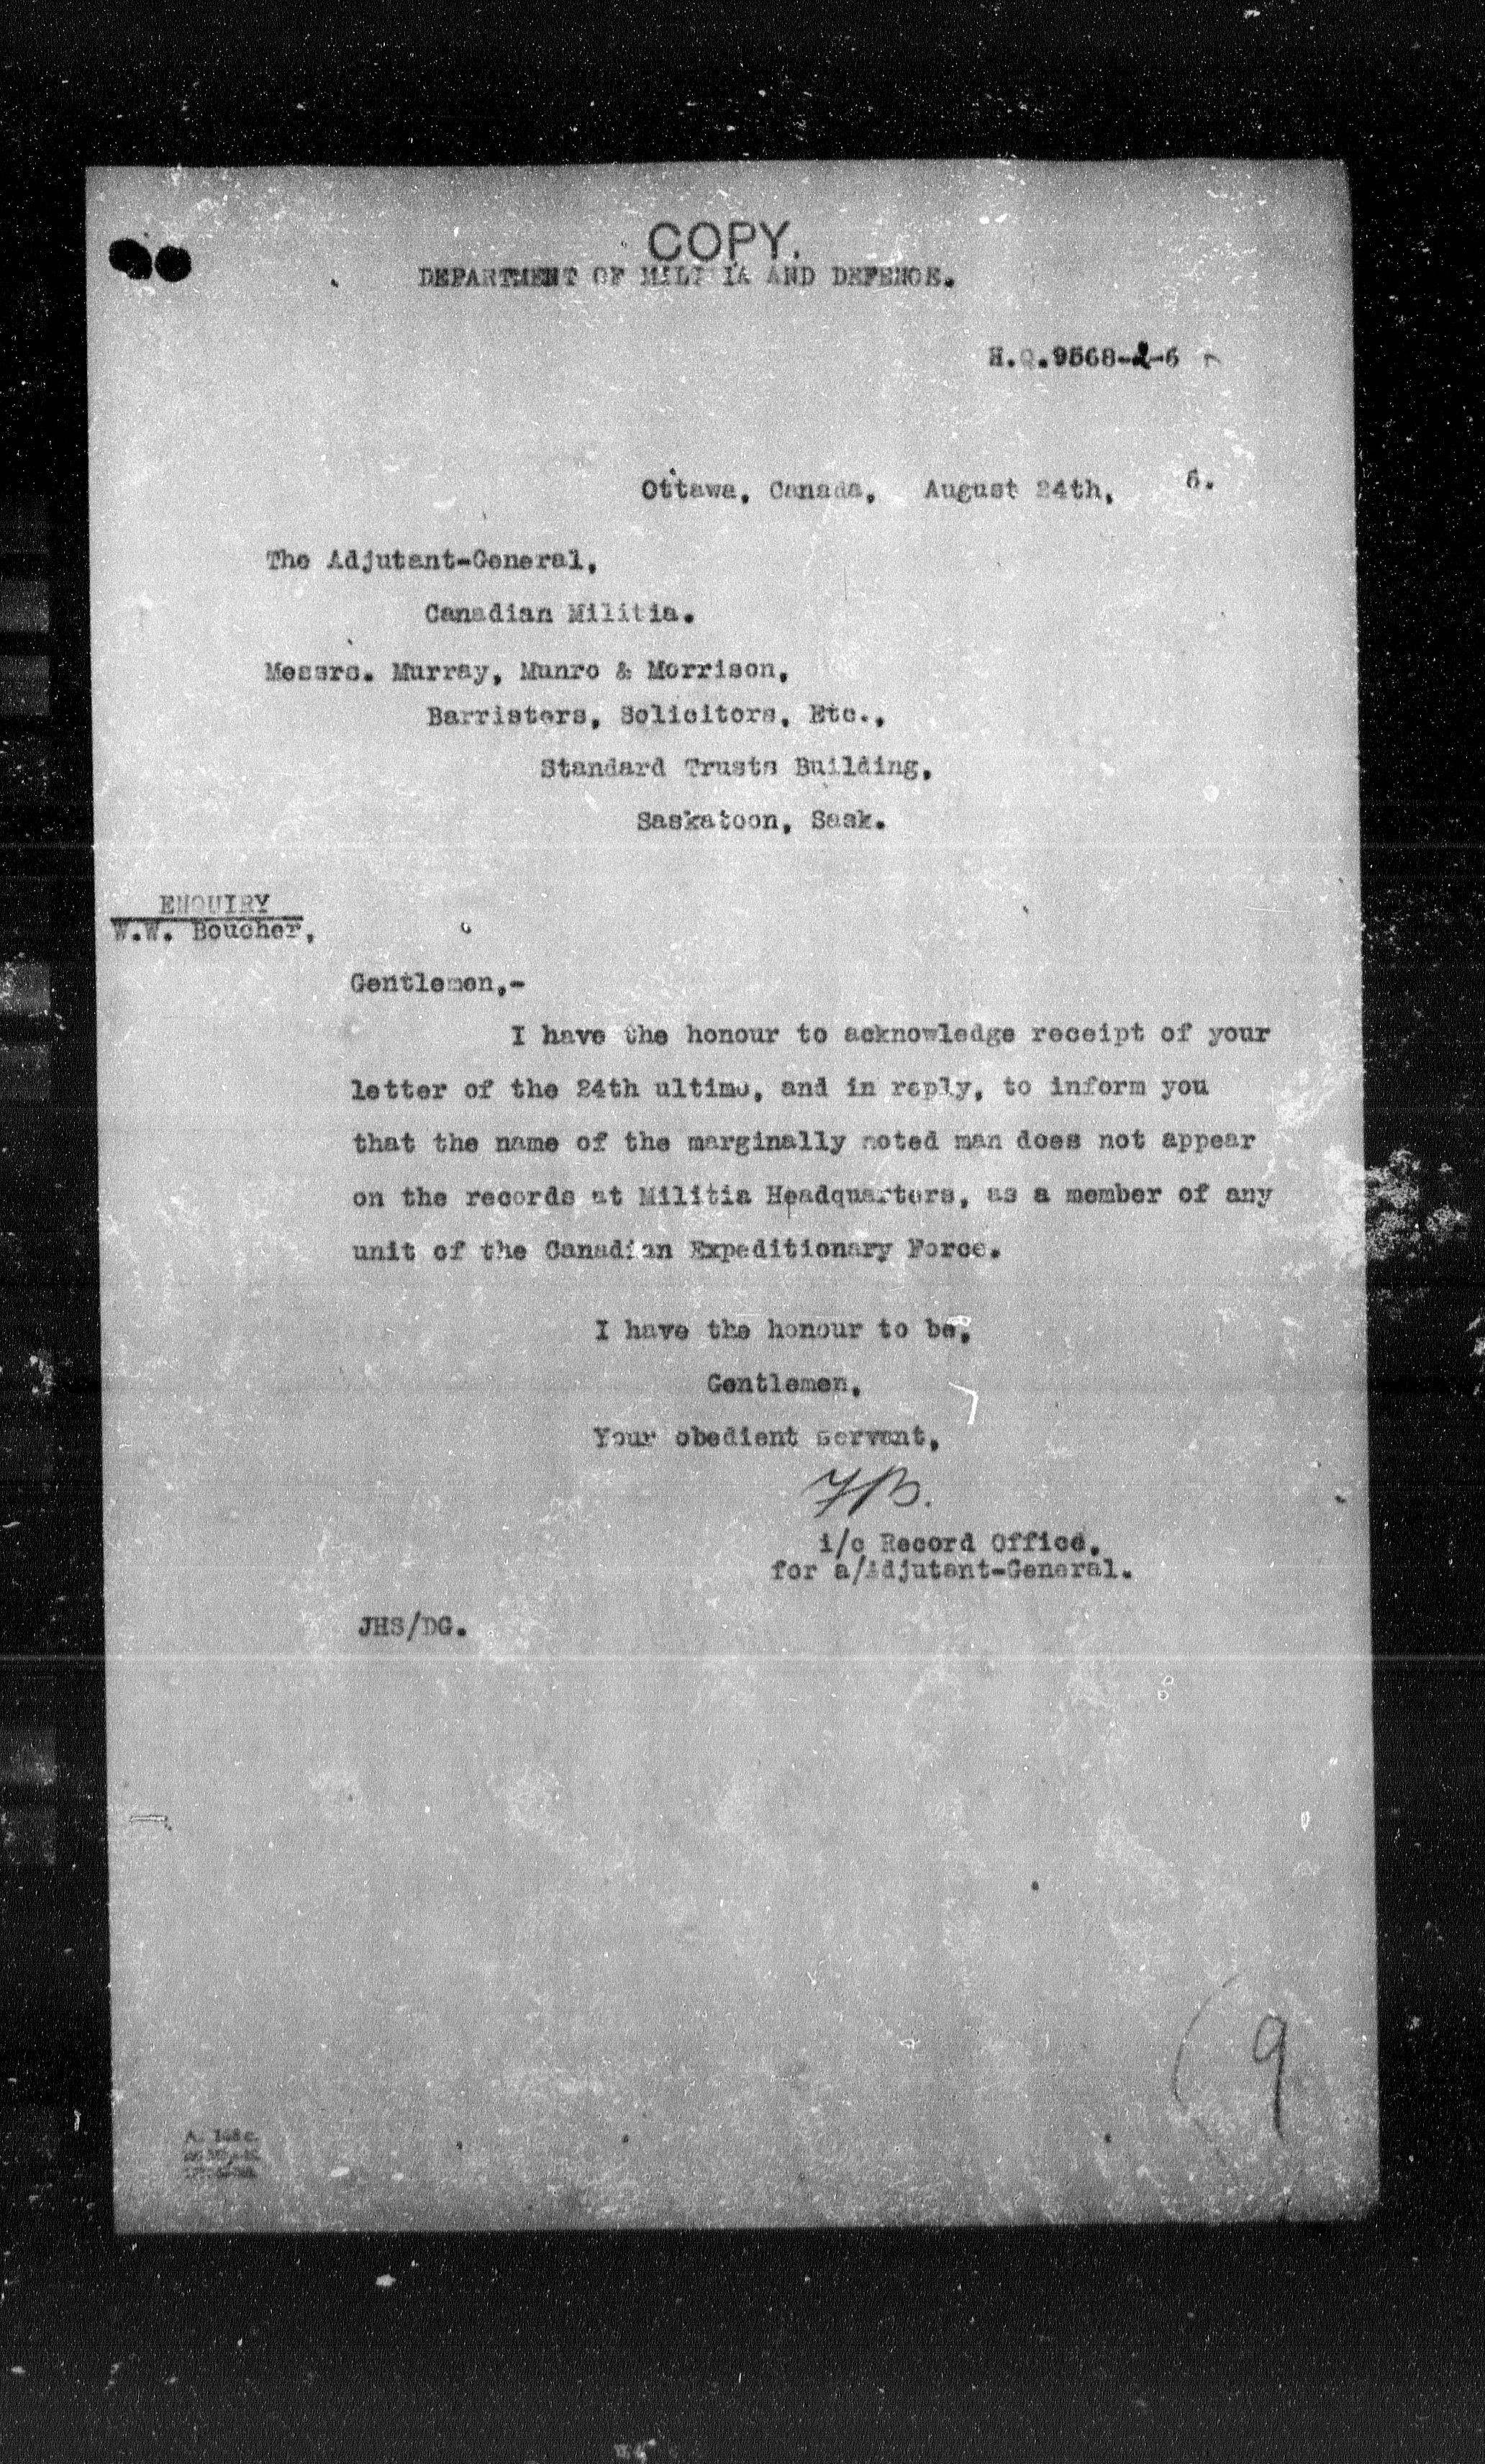 COPY.
DEPARTMENT OF MILITIA AND DEFENCE.
H.Q.9568-2-6
Ottawa, Canada, August 24th, 6.
The Adjutant-General,
Canadian Militia.
Messrs. Murray, Munro & Morrison,
Barristers, Solicitors, Etc.,
Standard Trusts Building,
Saskatoon, Sask.
ENQUIRY
W.W. Boucher,
Gentlemen,-
I have the honour to acknowledge receipt of your
letter of the 24th ultimo, and in reply, to inform you
that the name of the marginally noted man does not appear
on the records at Militia Headquarters, as a member of any
unit of the Canadian Expeditionary Force.
I have the honour to be,
Gentlemen,
Your obedient servant,
i/c Record Office,
for a/Adjutant-General.
JHS/DG.
9